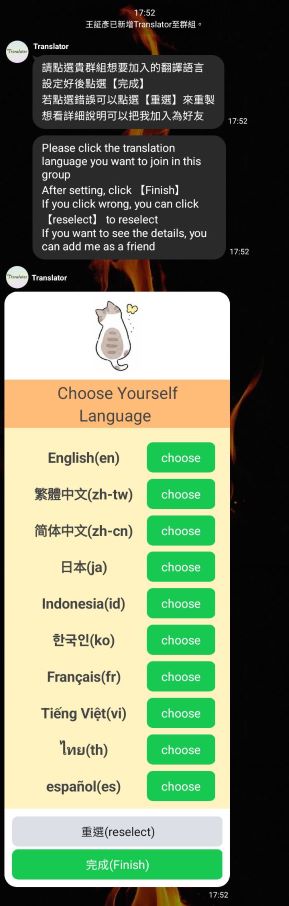 17:52
王証彥已新增Translator至群組。
Translator
請點選貴群組想要加入的翻譯語言
設定好後點選【完成】
若點選錯誤可以點選【重選】來重製
想看詳細說明可以把我加入為好友
17:52
Please click the translation
language you want to join in this
group
After setting, click 【Finish】
If you click wrong, you can click
【reselect】 to reselect
If you want to see the details, you
can add me as a friend
17:52
Translator
Choose Yourself
Language
English(en) choose
繁體中文(zh-tw) choose
简体中文(zh-cn) choose
日本(ja) choose
Indonesia(id) choose
한국인(ko) choose
Français(fr) choose
Tiếng Việt(vi) choose
ไทย(th) choose
español(es) choose
重選(reselect)
完成(Finish)
17:52